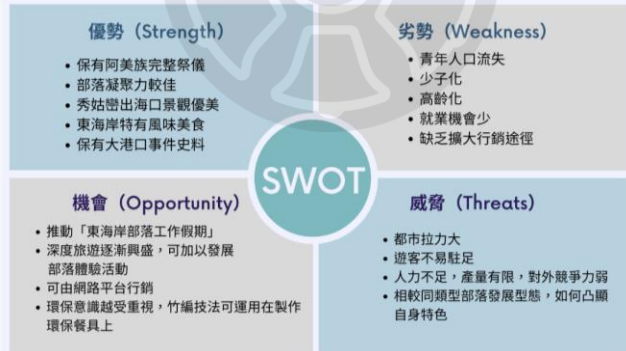 優勢（Strength）
• 保有阿美族完整祭儀
• 部落凝聚力較佳
• 秀姑巒出海口景觀優美
• 東海岸特有風味美食
• 保有大港口事件史料
劣勢（Weakness）
• 青年人口流失
• 少子化
• 高齡化
• 就業機會少
• 缺乏擴大行銷途徑
SWOT
機會（Opportunity）
• 推動「東海岸部落工作假期」
• 深度旅遊逐漸興盛，可加以發展
部落體驗活動
• 可由網路平台行銷
• 環保意識越受重視，竹編技法可運用在製作
環保餐具上
威脅（Threats）
• 都市拉力大
• 遊客不易駐足
• 人力不足，產量有限，對外競爭力弱
• 相較同類型部落發展型態，如何凸顯
自身特色